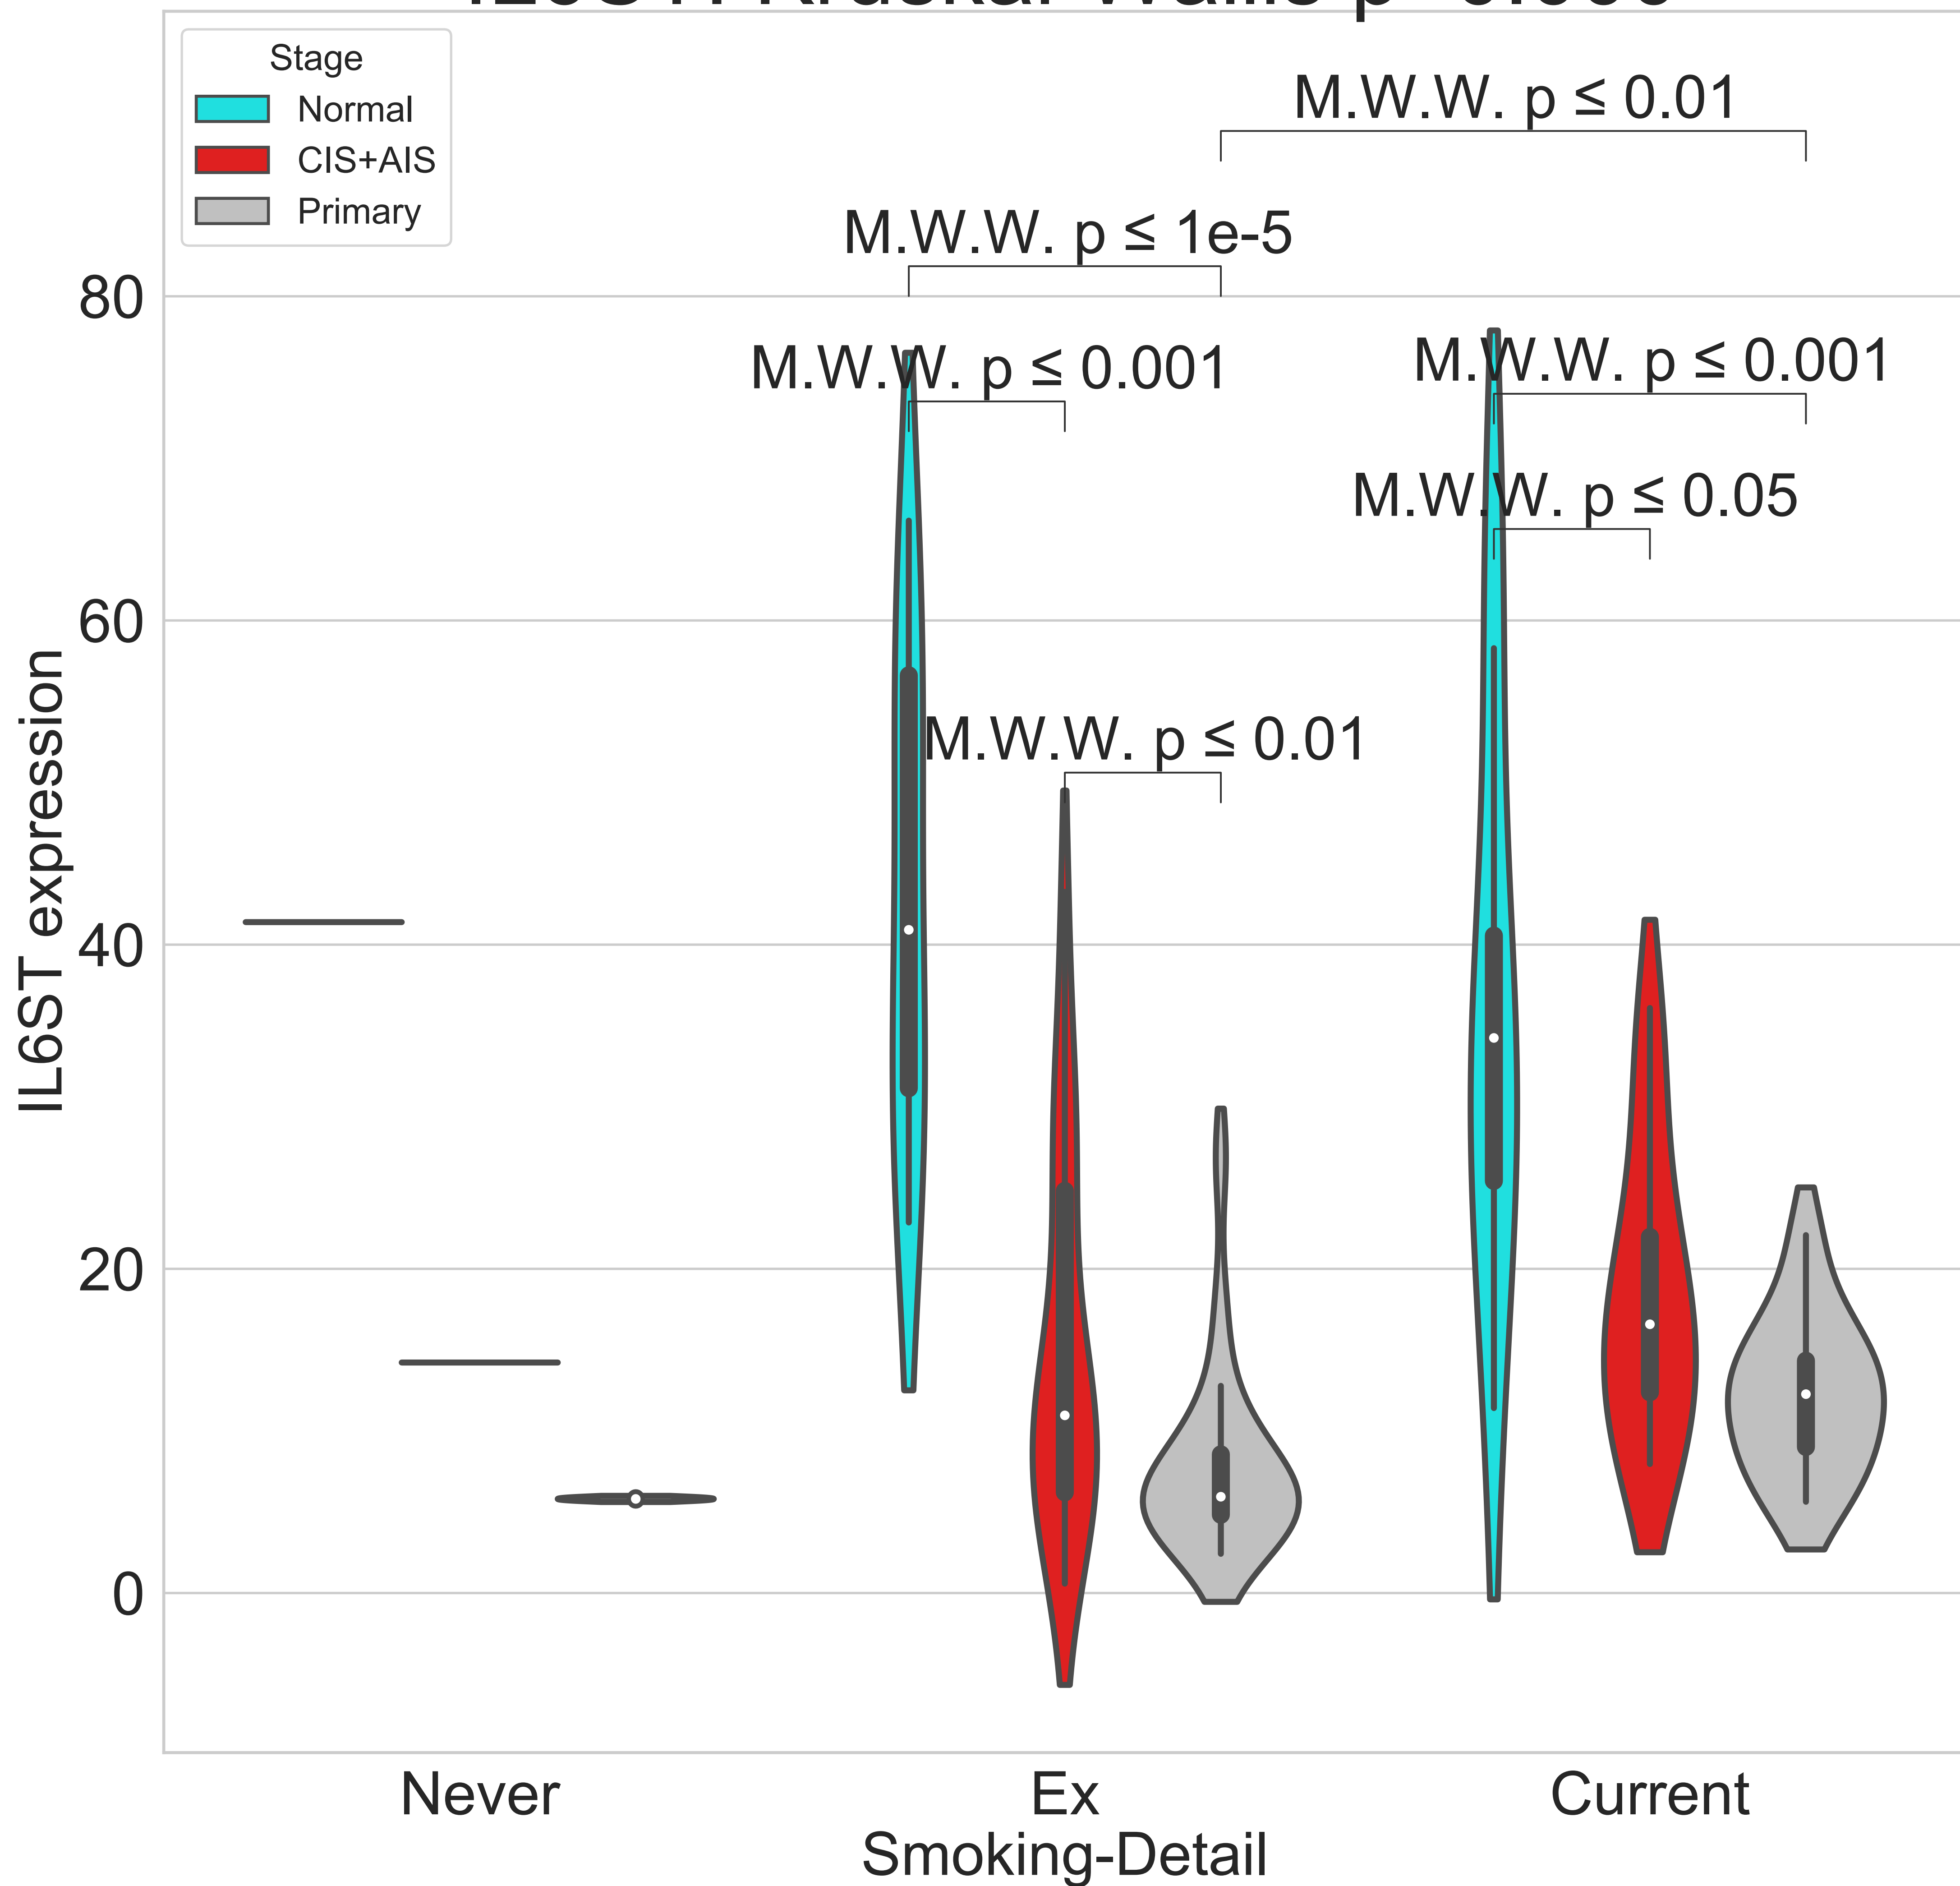 Stage
Normal
CIS+AIS
Primary
M.W.W. p ≤ 0.01
M.W.W. p ≤ 1e-5
M.W.W. p ≤ 0.001
M.W.W. p ≤ 0.001
M.W.W. p ≤ 0.05
M.W.W. p ≤ 0.01
80
60
40
20
0
IL6ST expression
Never
Ex
Current
Smoking-Detail